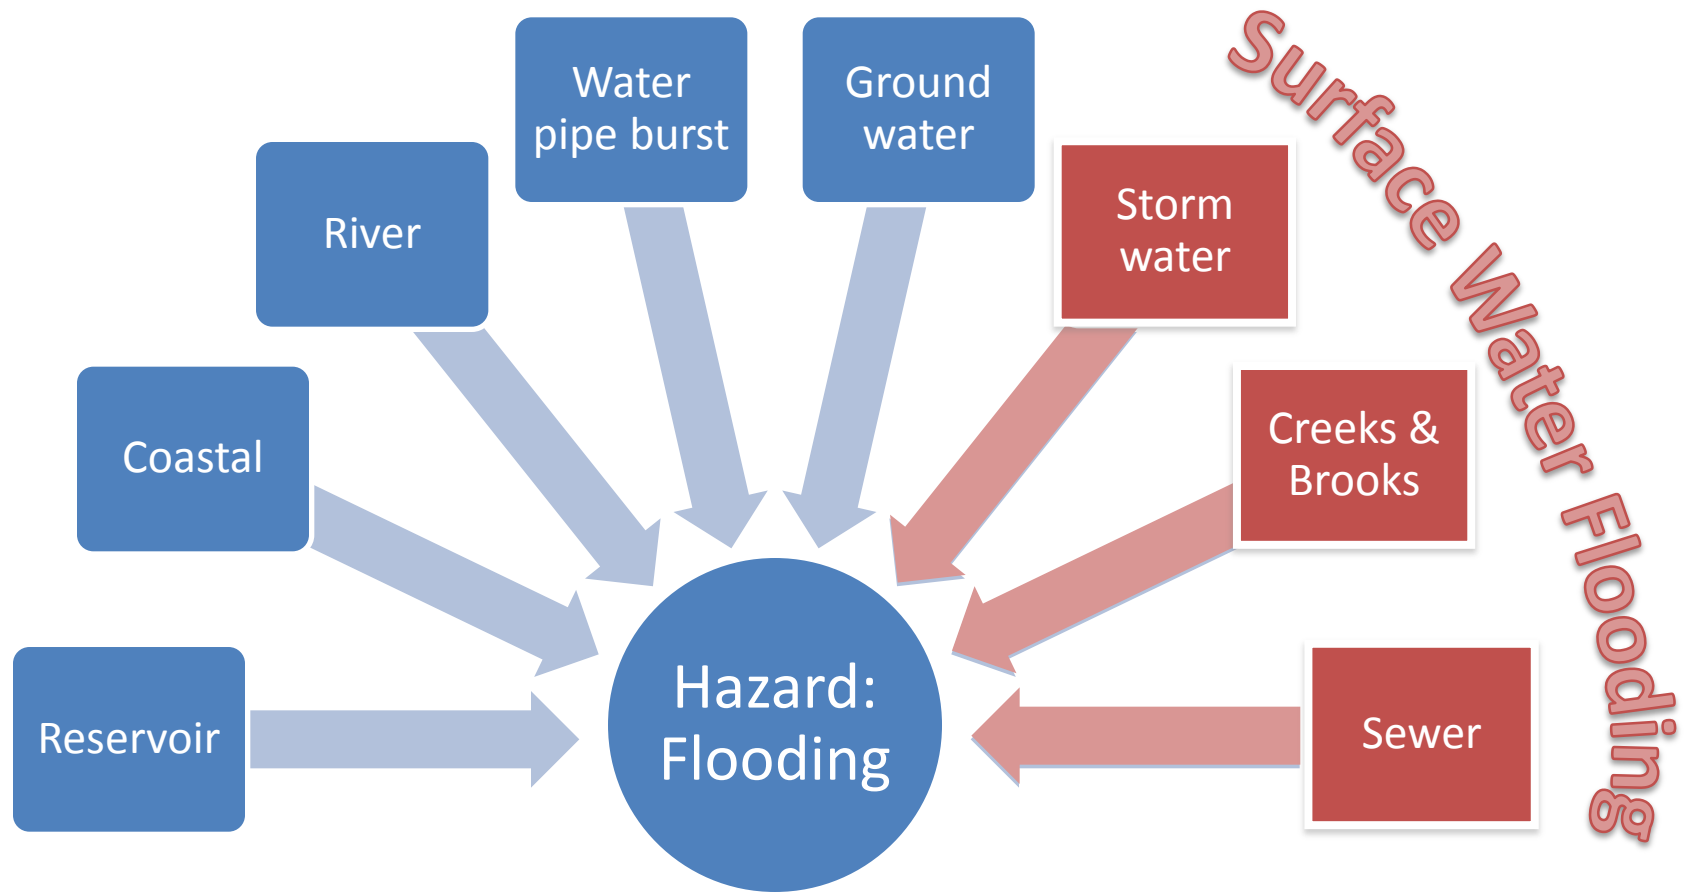 Water
pipe burst
Ground
water
Surface Water Flooding
River
Storm
water
Coastal
Creeks &
Brooks
Reservoir
Hazard:
Flooding
Sewer